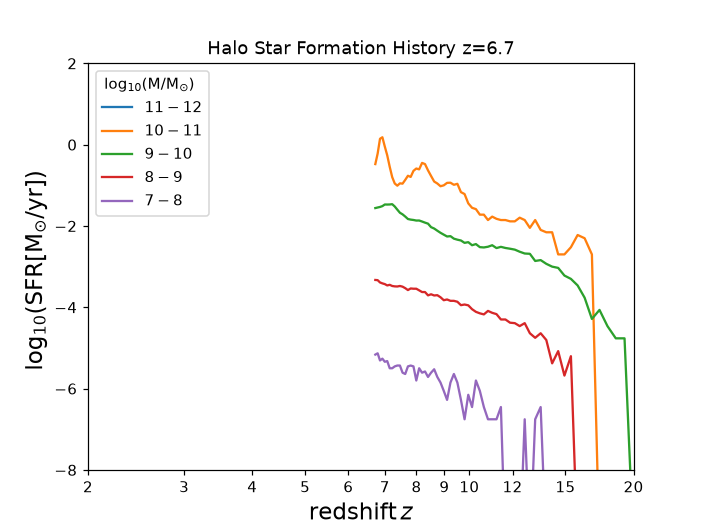 Halo Star Formation History z=6.7
log₁₀(SFR[M⊙/yr])
2
0
−2
−4
−6
−8
log₁₀(M/M⊙)
11 − 12
10 − 11
9 − 10
8 − 9
7 − 8
2 3 4 5 6 7 8 9 10 12 15 20
redshift z